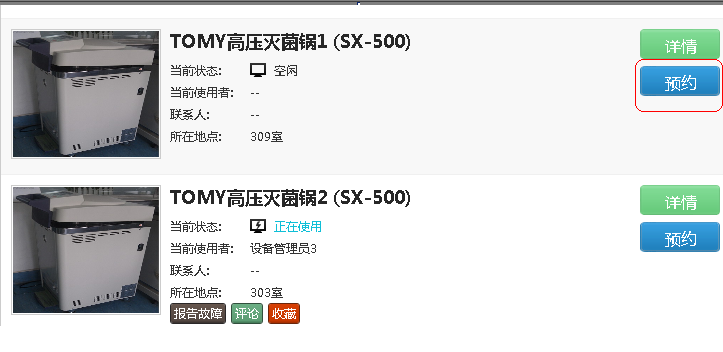 TOMY高压灭菌锅1 (SX-500)
详情
当前状态: 空闲
预约
当前使用者: --
联系人: --
所在地点: 309室
TOMY高压灭菌锅2 (SX-500)
详情
当前状态: 正在使用
预约
当前使用者: 设备管理员3
联系人: --
所在地点: 303室
报告故障 评论 收藏